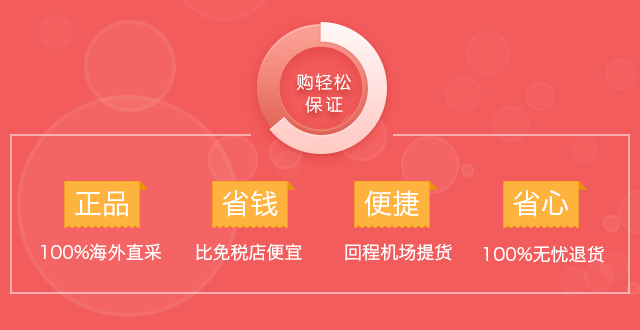 购轻松
保证
正品
省钱
便捷
省心
100%海外直采
比免税店便宜
回程机场提货
100%无忧退货